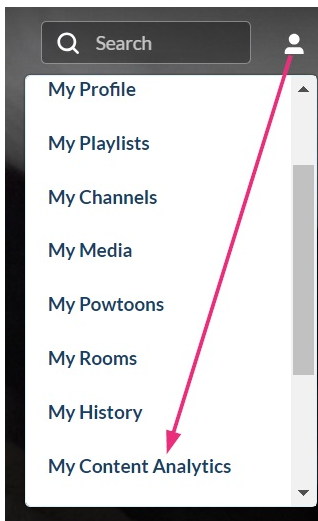 Search
My Profile
My Playlists
My Channels
My Media
My Powtoons
My Rooms
My History
My Content Analytics